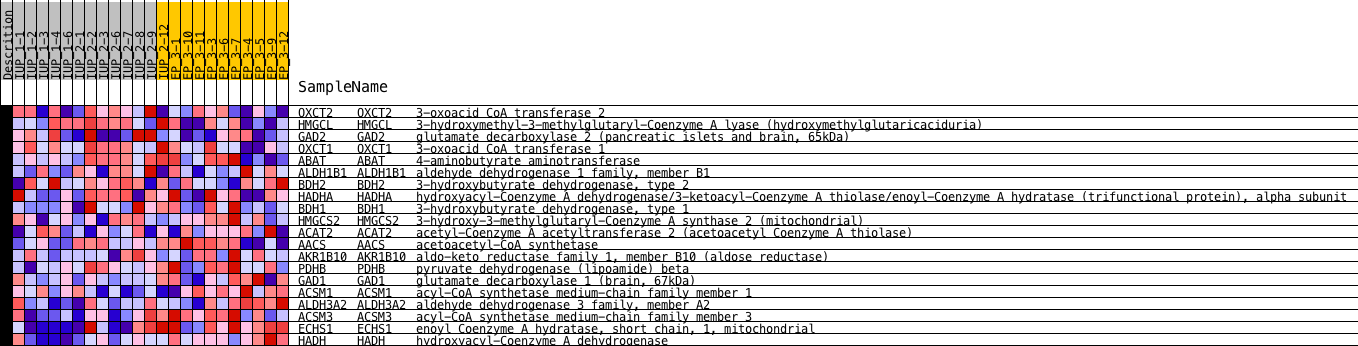 Descrition
IUP_1-1
IUP_1-2
IUP_1-3
IUP_1-4
IUP_1-6
IUP_2-1
IUP_2-2
IUP_2-3
IUP_2-6
IUP_2-7
IUP_2-8
IUP_2-9
IUP_2-12
EP_3-1
EP_3-10
EP_3-11
EP_3-3
EP_3-6
EP_3-7
EP_3-4
EP_3-5
EP_3-9
EP_3-12
SampleName
OXCT2 OXCT2 3-oxoacid CoA transferase 2
HMGCL HMGCL 3-hydroxymethyl-3-methylglutaryl-Coenzyme A lyase (hydroxymethylglutaricaciduria)
GAD2 GAD2 glutamate decarboxylase 2 (pancreatic islets and brain, 65kDa)
OXCT1 OXCT1 3-oxoacid CoA transferase 1
ABAT ABAT 4-aminobutyrate aminotransferase
ALDH1B1 ALDH1B1 aldehyde dehydrogenase 1 family, member B1
BDH2 BDH2 3-hydroxybutyrate dehydrogenase, type 2
HADHA HADHA hydroxyacyl-Coenzyme A dehydrogenase/3-ketoacyl-Coenzyme A thiolase/enoyl-Coenzyme A hydratase (trifunctional protein), alpha subunit
BDH1 BDH1 3-hydroxybutyrate dehydrogenase, type 1
HMGCS2 HMGCS2 3-hydroxy-3-methylglutaryl-Coenzyme A synthase 2 (mitochondrial)
ACAT2 ACAT2 acetyl-Coenzyme A acetyltransferase 2 (acetoacetyl Coenzyme A thiolase)
AACS AACS acetoacetyl-CoA synthetase
AKR1B10 AKR1B10 aldo-keto reductase family 1, member B10 (aldose reductase)
PDHB PDHB pyruvate dehydrogenase (lipoamide) beta
GAD1 GAD1 glutamate decarboxylase 1 (brain, 67kDa)
ACSM1 ACSM1 acyl-CoA synthetase medium-chain family member 1
ALDH3A2 ALDH3A2 aldehyde dehydrogenase 3 family, member A2
ACSM3 ACSM3 acyl-CoA synthetase medium-chain family member 3
ECHS1 ECHS1 enoyl Coenzyme A hydratase, short chain, 1, mitochondrial
HADH HADH hydroxyacyl-Coenzyme A dehydrogenase